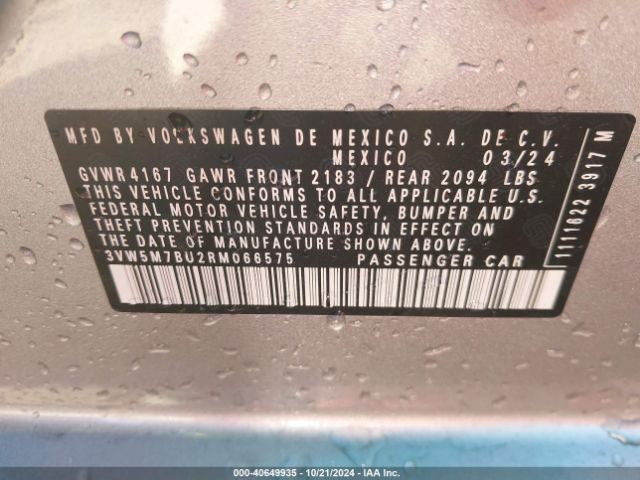 MFD BY VOLKSWAGEN DE MEXICO S.A. DE C.V.
MEXICO 03/24
GVWR 4167 GAWR FRONT 2183 / REAR 2094 LBS
THIS VEHICLE CONFORMS TO ALL APPLICABLE U.S.
FEDERAL MOTOR VEHICLE SAFETY, BUMPER AND
THEFT PREVENTION STANDARDS IN EFFECT ON
THE DATE OF MANUFACTURE SHOWN ABOVE.
3VW5M7BU2RM066575 PASSENGER CAR
1111622 3917 M
000-40649935 - 10/21/2024 - IAAI.com